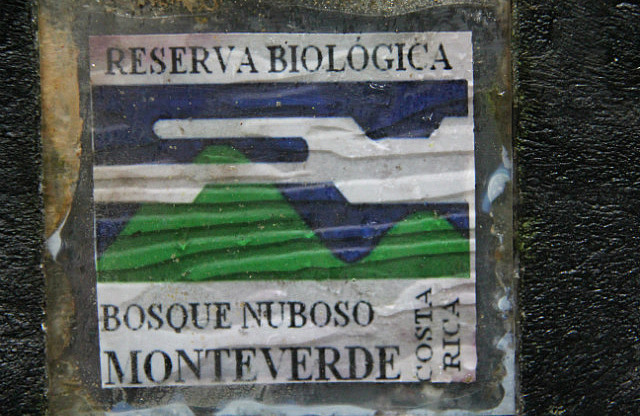 RESERVA BIOLÓGICA
BOSQUE NUBOSO
MONTEVERDE
COSTA
RICA